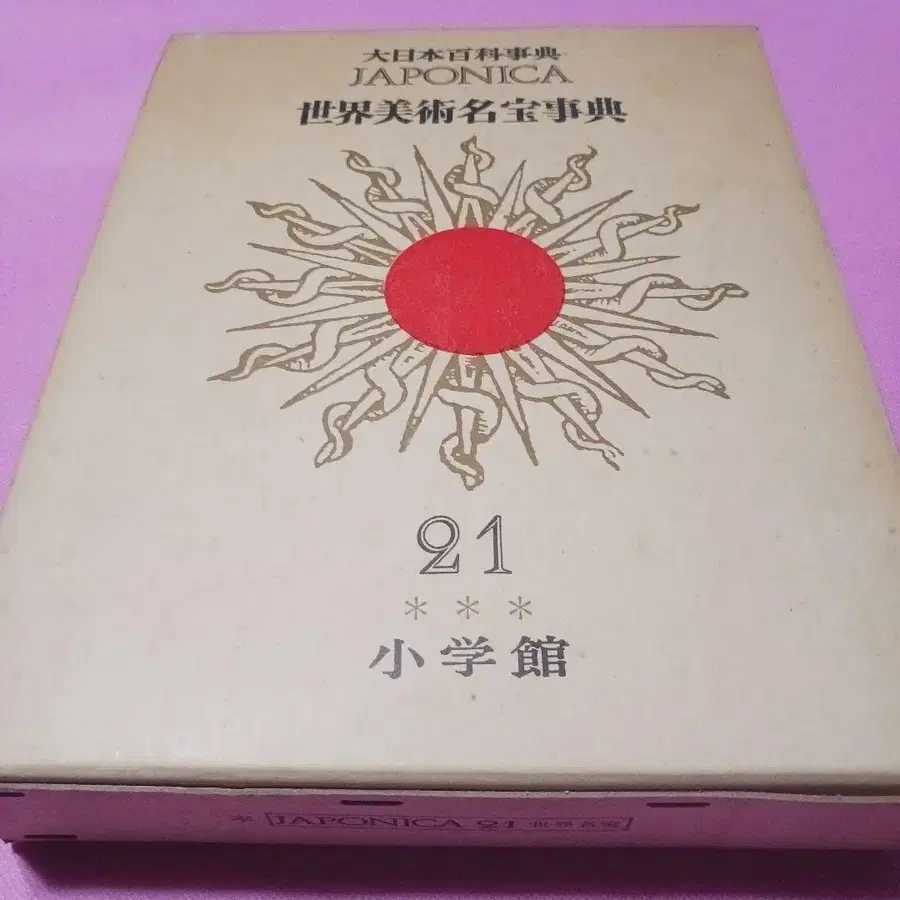 大日本百科事典
JAPONICA
世界美術名宝事典
21
***
小学館
* [JAPONICA 21 世界名宝]